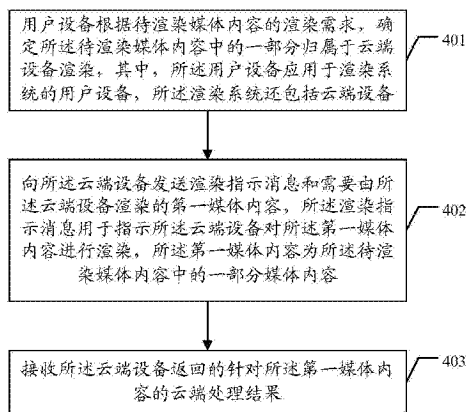 用户设备根据待渲染媒体内容的渲染需求，确
定所述待渲染媒体内容中的一部分归属于云端
设备渲染，其中，所述用户设备应用于渲染系
统的用户设备，所述渲染系统还包括云端设备
401
向所述云端设备发送渲染指示消息和需要由所
述云端设备渲染的第一媒体内容，所述渲染指
示消息用于指示所述云端设备对所述第一媒体
内容进行渲染，所述第一媒体内容为所述待渲
染媒体内容中的一部分媒体内容
402
接收所述云端设备返回的针对所述第一媒体内
容的云端处理结果
403